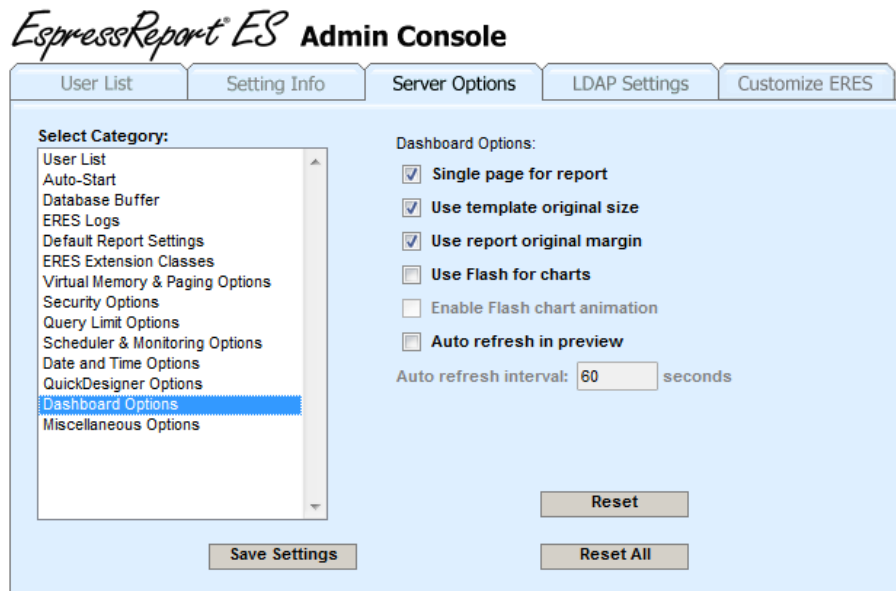 EspressReport® ES Admin Console
User List
Setting Info
Server Options
LDAP Settings
Customize ERES
Select Category:
User List
Auto-Start
Database Buffer
ERES Logs
Default Report Settings
ERES Extension Classes
Virtual Memory & Paging Options
Security Options
Query Limit Options
Scheduler & Monitoring Options
Date and Time Options
QuickDesigner Options
Dashboard Options
Miscellaneous Options
Dashboard Options:
Single page for report
Use template original size
Use report original margin
Use Flash for charts
Enable Flash chart animation
Auto refresh in preview
Auto refresh interval: 60 seconds
Reset
Save Settings
Reset All